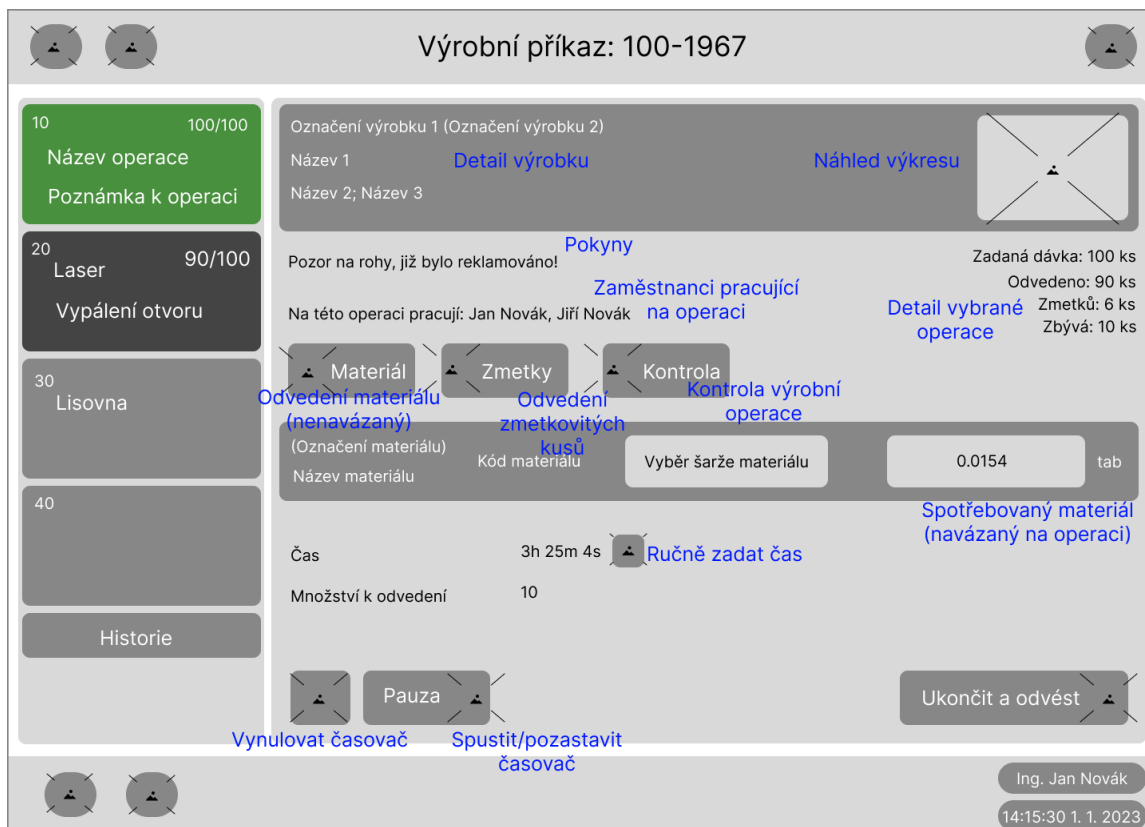 Výrobní příkaz: 100-1967
10
100/100
Název operace
Poznámka k operaci
20
90/100
Laser
Vypálení otvoru
30
Lisovna
40
Historie
Označení výrobku 1 (Označení výrobku 2)
Název 1
Detail výrobku
Náhled výkresu
Název 2; Název 3
Pokyny
Pozor na rohy, již bylo reklamováno!
Zadaná dávka: 100 ks
Odvedeno: 90 ks
Zmetků: 6 ks
Zbývá: 10 ks
Detail vybrané
operace
Zaměstnanci pracující
na operaci
Na této operaci pracují: Jan Novák, Jiří Novák
Materiál
Zmetky
Kontrola
Odvedení materiálu
(nenavázaný)
Odvedení
zmetkovitých
kusů
Kontrola výrobní
operace
(Označení materiálu)
Název materiálu
Kód materiálu
Vyběr šarže materiálu
0.0154
tab
Spotřebovaný materiál
(navázaný na operaci)
Čas
3h 25m 4s
Ručně zadat čas
Množství k odvedení
10
Pauza
Ukončit a odvést
Vynulovat časovač
Spustit/pozastavit
časovač
Ing. Jan Novák
14:15:30 1. 1. 2023